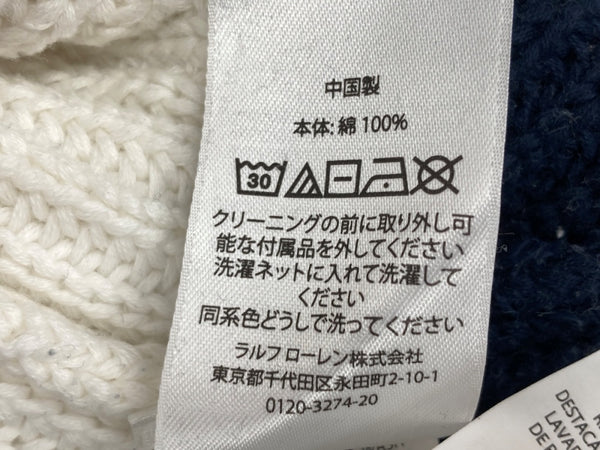 中国製
本体: 綿 100%
30
クリーニングの前に取り外し可
能な付属品を外してください
洗濯ネットに入れて洗濯して
ください
同系色どうしで洗ってください
ラルフ ローレン株式会社
東京都千代田区永田町2-10-1
0120-3274-20
DESTACA
LAVAR